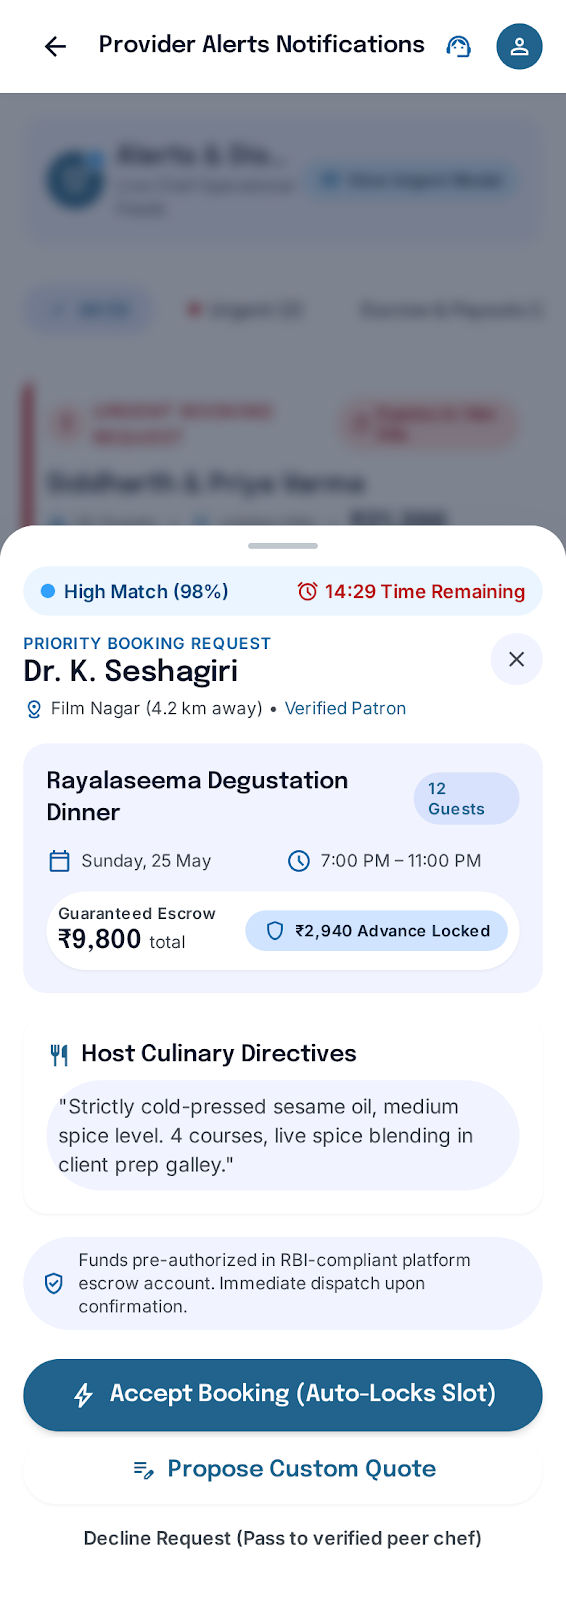 Provider Alerts Notifications
Alerts & Dis...
URGENT BOOKING
REQUEST
Siddharth & Priya Varma
High Match (98%)
14:29 Time Remaining
PRIORITY BOOKING REQUEST
Dr. K. Seshagiri
Film Nagar (4.2 km away) • Verified Patron
Rayalaseema Degustation
Dinner
12
Guests
Sunday, 25 May
7:00 PM – 11:00 PM
Guaranteed Escrow
₹9,800 total
₹2,940 Advance Locked
Host Culinary Directives
"Strictly cold-pressed sesame oil, medium
spice level. 4 courses, live spice blending in
client prep galley."
Funds pre-authorized in RBI-compliant platform
escrow account. Immediate dispatch upon
confirmation.
Accept Booking (Auto-Locks Slot)
Propose Custom Quote
Decline Request (Pass to verified peer chef)